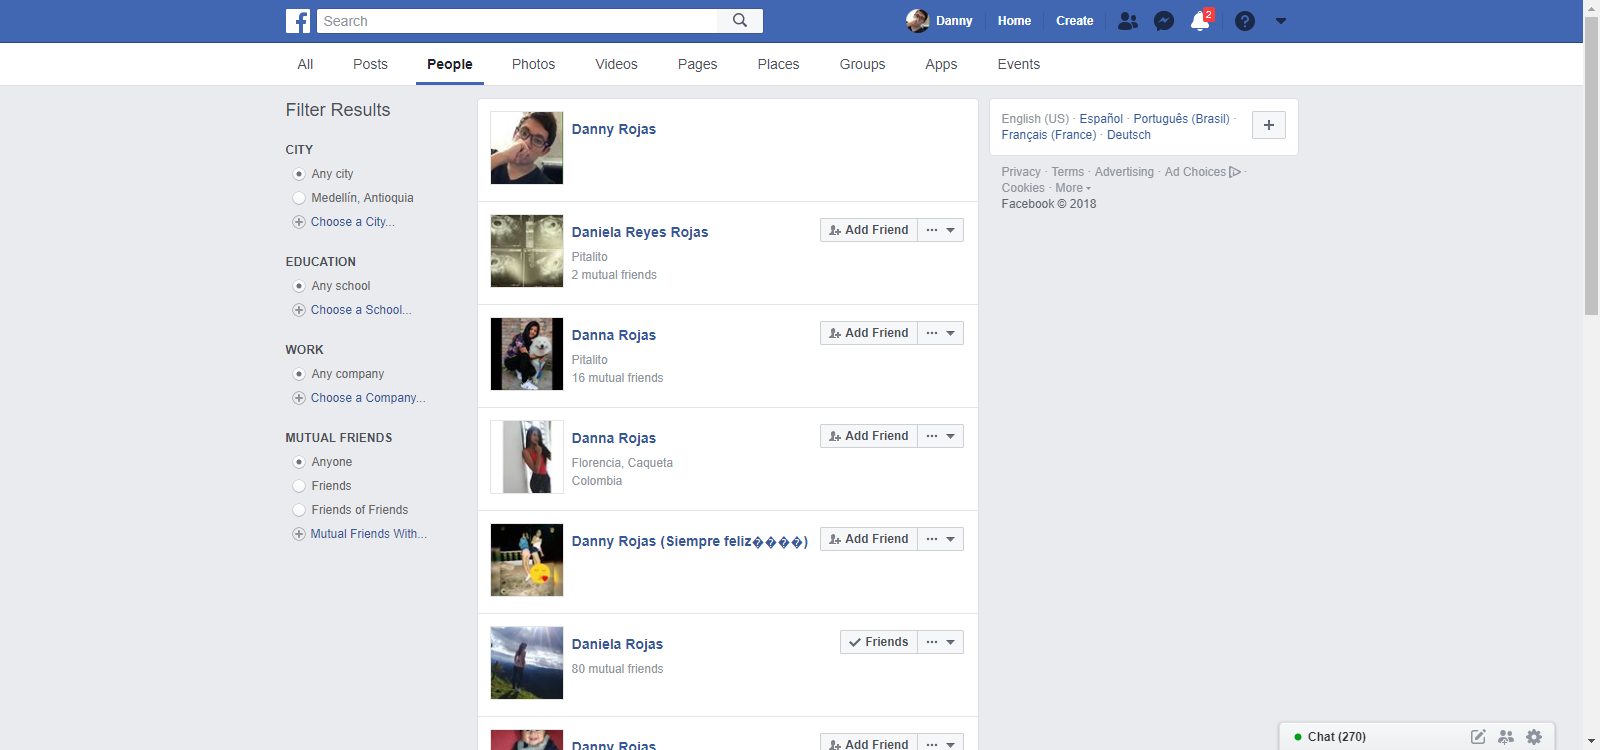 Search
Danny
Home
Create
2
All
Posts
People
Photos
Videos
Pages
Places
Groups
Apps
Events
Filter Results
CITY
Any city
Medellín, Antioquia
Choose a City...
EDUCATION
Any school
Choose a School...
WORK
Any company
Choose a Company...
MUTUAL FRIENDS
Anyone
Friends
Friends of Friends
Mutual Friends With...
Danny Rojas
Daniela Reyes Rojas
Pitalito
2 mutual friends
Add Friend
Danna Rojas
Pitalito
16 mutual friends
Add Friend
Danna Rojas
Florencia, Caqueta
Colombia
Add Friend
Danny Rojas (Siempre feliz����)
Add Friend
Daniela Rojas
80 mutual friends
Friends
Danny Rojas
Add Friend
English (US) · Español · Português (Brasil) ·
Français (France) · Deutsch
Privacy · Terms · Advertising · Ad Choices ·
Cookies · More
Facebook © 2018
Chat (270)